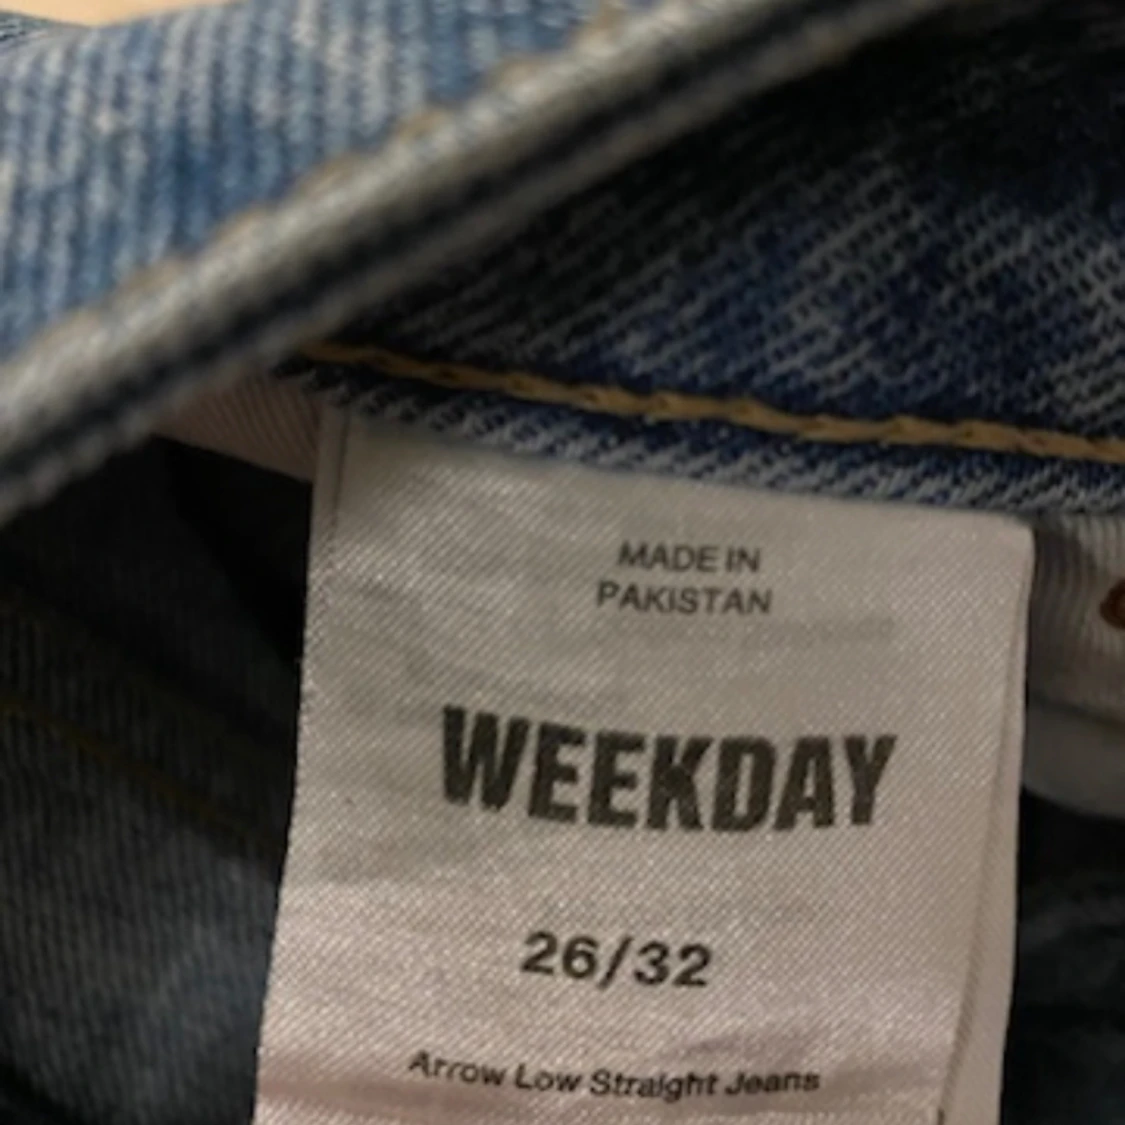 MADE IN
PAKISTAN
WEEKDAY
26/32
Arrow Low Straight Jeans